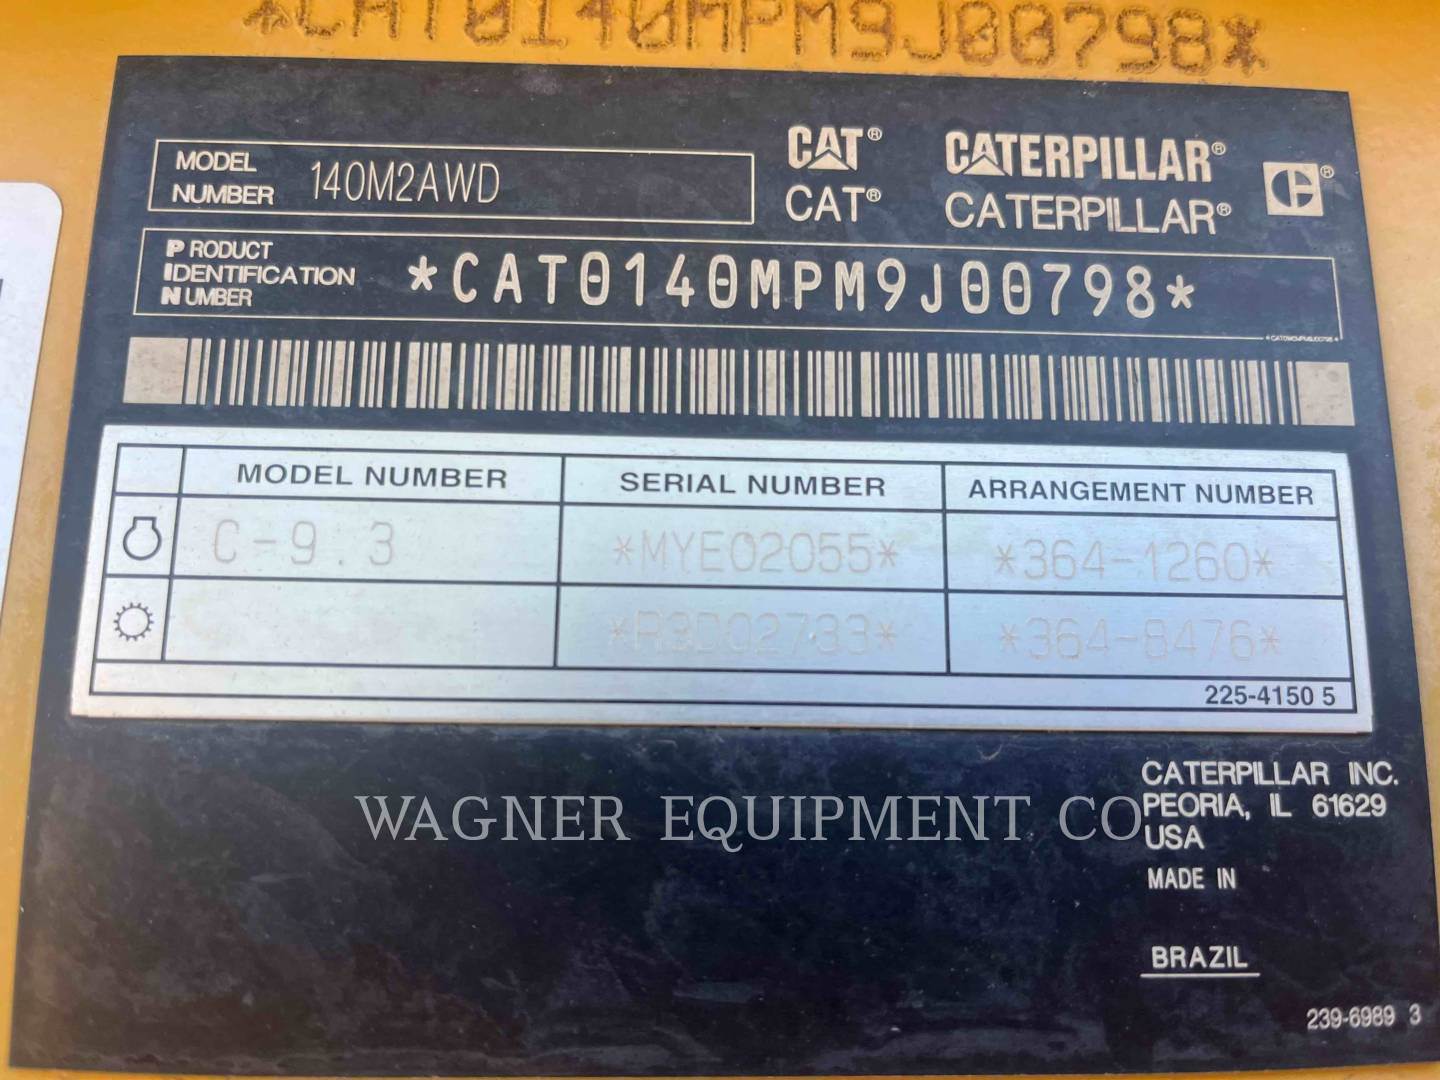 *CAT0140MPM9J00798*
MODEL NUMBER 140M2AWD
CAT® CATERPILLAR®
CAT® CATERPILLAR®
PRODUCT IDENTIFICATION NUMBER *CAT0140MPM9J00798*
MODEL NUMBER SERIAL NUMBER ARRANGEMENT NUMBER
C-9.3 *MYE02055* *364-1260*
*R3D02733* *364-8476*
225-4150 5
CATERPILLAR INC.
PEORIA, IL 61629
USA
MADE IN
BRAZIL
239-6989 3
WAGNER EQUIPMENT CO